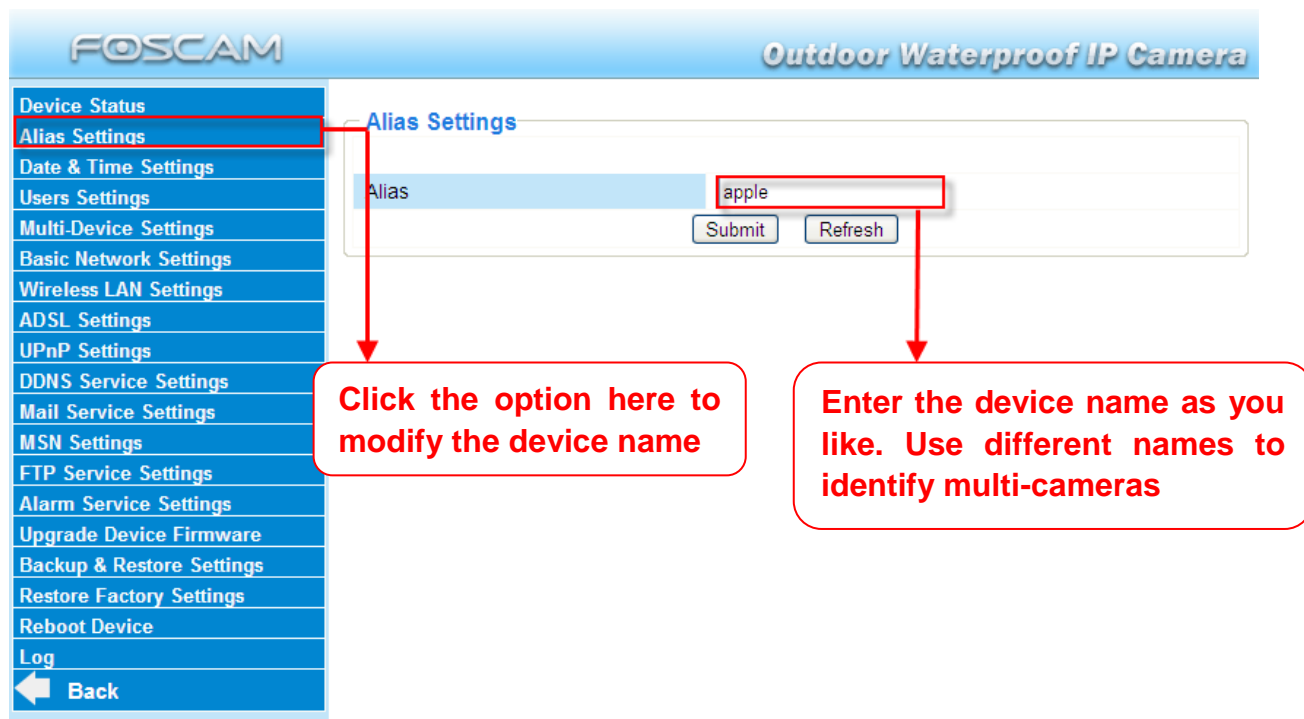 FOSCAM
Outdoor Waterproof IP Camera
Device Status
Alias Settings
Date & Time Settings
Users Settings
Multi-Device Settings
Basic Network Settings
Wireless LAN Settings
ADSL Settings
UPnP Settings
DDNS Service Settings
Mail Service Settings
MSN Settings
FTP Service Settings
Alarm Service Settings
Upgrade Device Firmware
Backup & Restore Settings
Restore Factory Settings
Reboot Device
Log
Back
Alias Settings
Alias
apple
Submit
Refresh
Click the option here to
modify the device name
Enter the device name as you
like. Use different names to
identify multi-cameras